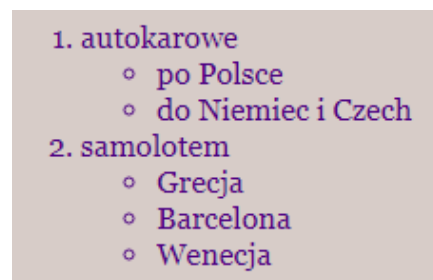 1. autokarowe
◦ po Polsce
◦ do Niemiec i Czech
2. samolotem
◦ Grecja
◦ Barcelona
◦ Wenecja